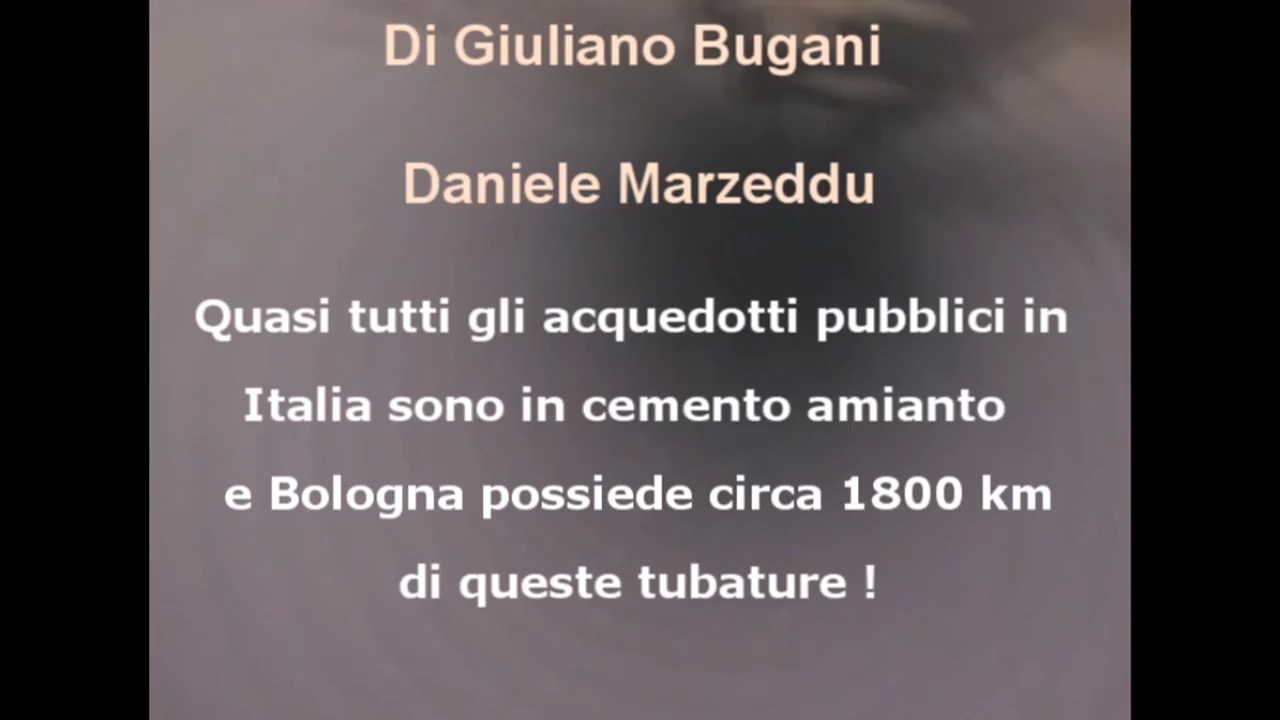 Di Giuliano Bugani
Daniele Marzeddu
Quasi tutti gli acquedotti pubblici in
Italia sono in cemento amianto
e Bologna possiede circa 1800 km
di queste tubature !